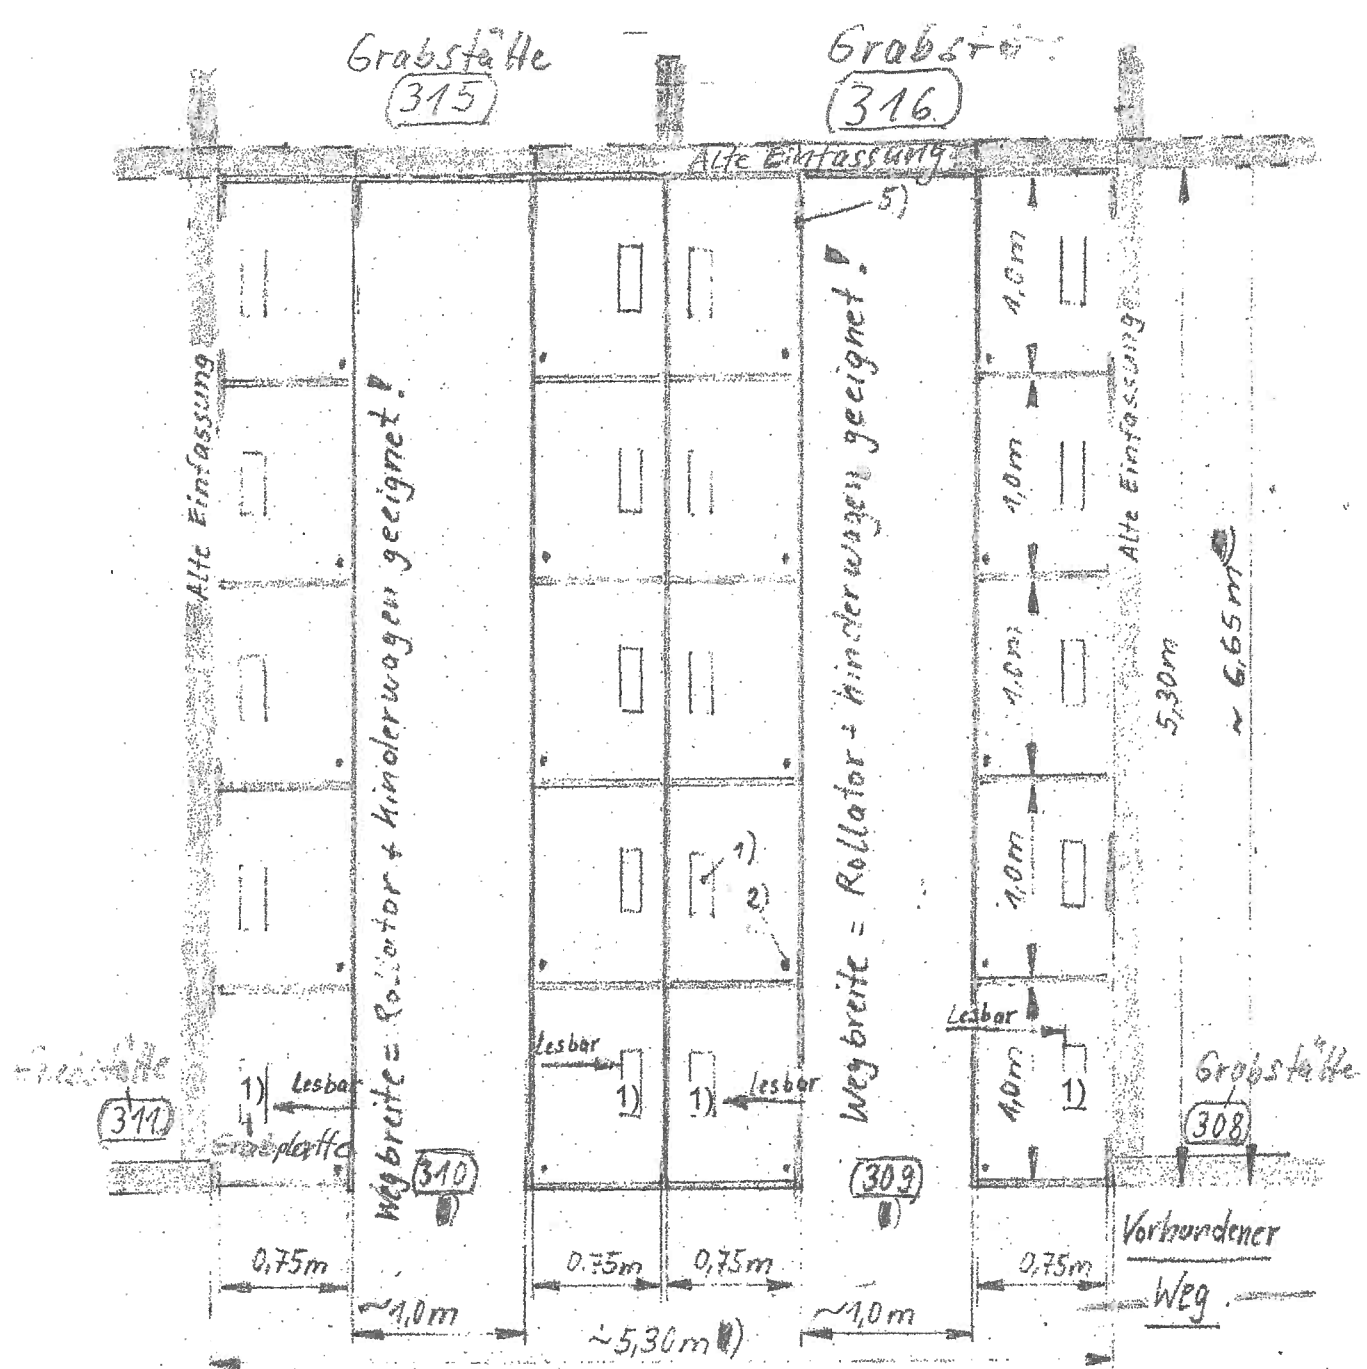 Grabstätte
315
316.
Alte Einfassung
5)
1,0m
Alte Einfassung
Wegbreite = Rollator + Kinderwagen geeignet!
Wegbreite = Rollator + Kinderwagen geeignet!
Alte Einfassung
1,0m
1,0m
5,30m
~ 6,65m
1)
2)
1,0m
Lesbar
Lesbar
311.
1)
Lesbar
1)
1)
Lesbar
1,0m
1)
Grabstätte
308
Grabplatte
310
309
Vorhandener
Weg.
0,75m
0.75m
0,75m
0,75m
~1,0m
~1,0m
~5,30m